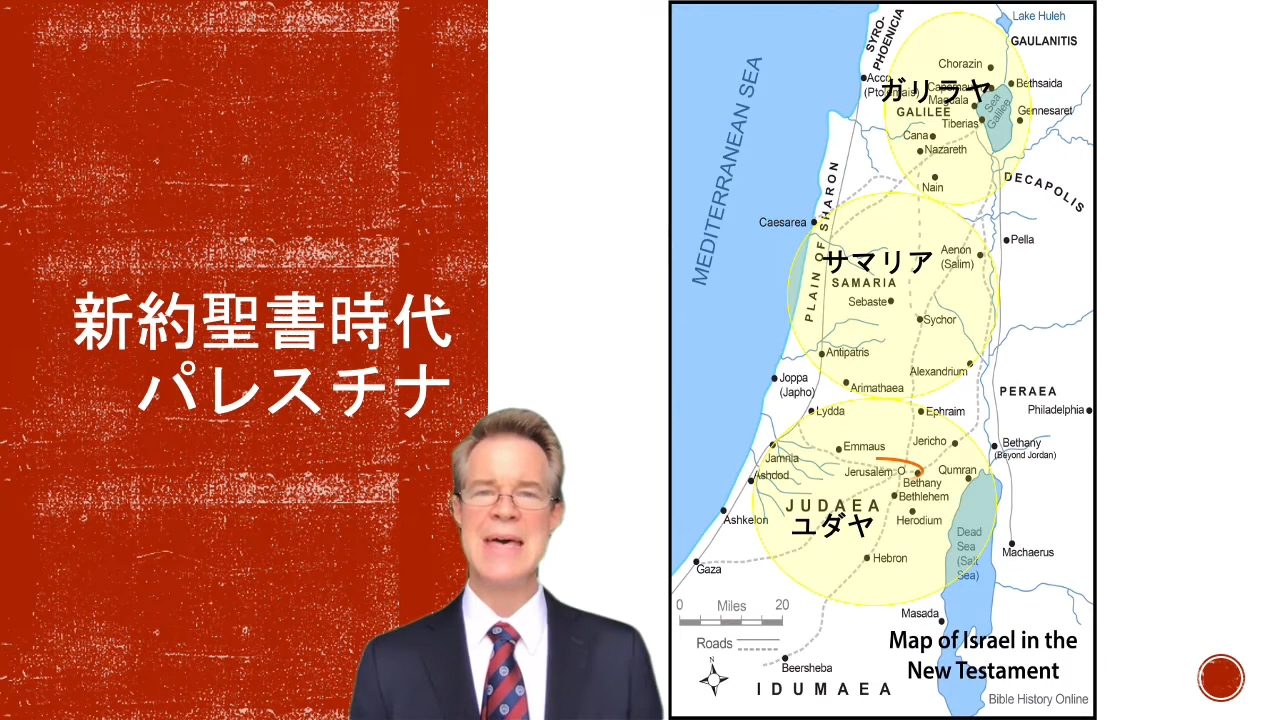 新約聖書時代
パレスチナ
Lake Huleh
SYRO-
PHOENICIA
GAULANITIS
Chorazin
Acco
(Ptolemais)
ガリラヤ
Capernaum
Bethsaida
Magdala
GALILEE
Sea
Galilee
Gennesaret
Tiberias
Cana
Nazareth
Nain
DECAPOLIS
MEDITERRANEAN SEA
PLAIN OF SHARON
Caesarea
Pella
Aenon
(Salim)
サマリア
SAMARIA
Sebaste
Sychor
Antipatris
Alexandrium
Joppa
(Japho)
Arimathaea
PERAEA
Philadelphia
Lydda
Ephraim
Emmaus
Jericho
Bethany
(Beyond Jordan)
Jamnia
Jerusalem
Qumran
Ashdod
Bethany
Bethlehem
JUDAEA
ユダヤ
Herodium
Ashkelon
Dead
Sea
(Salt
Sea)
Machaerus
Hebron
Gaza
0 Miles 20
Masada
Roads
Map of Israel in the
New Testament
N
Beersheba
IDUMAEA
Bible History Online